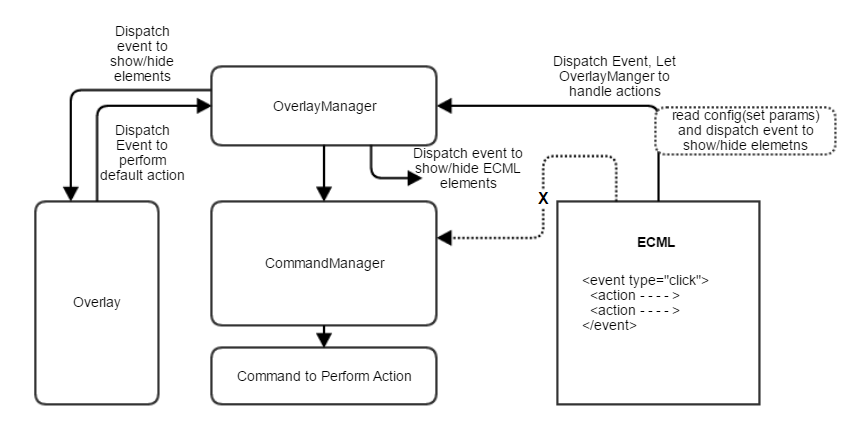 Dispatch
event to
show/hide
elements
Dispatch Event, Let
OverlayManger to
handle actions
OverlayManager
read config(set params)
and dispatch event to
show/hide elemetns
Dispatch
Event to
perform
default action
Dispatch event to
show/hide ECML
elements
X
ECML
CommandManager
<event type="click">
<action - - - - >
<action - - - - >
</event>
Overlay
Command to Perform Action